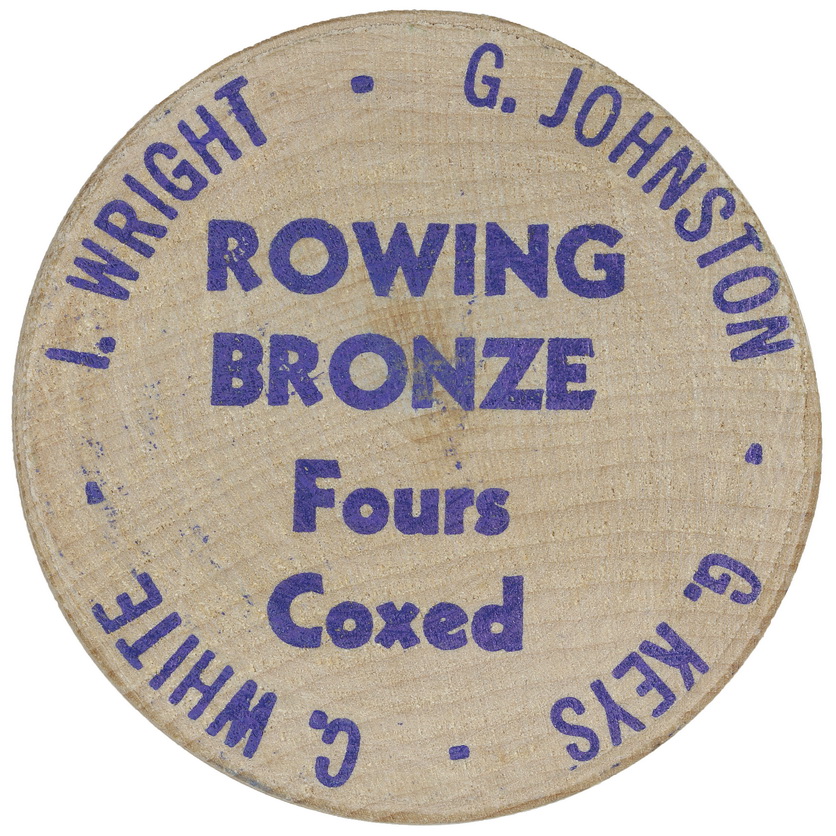 I. WRIGHT • G. JOHNSTON • G. KEYS • C. WHITE •
ROWING
BRONZE
Fours
Coxed